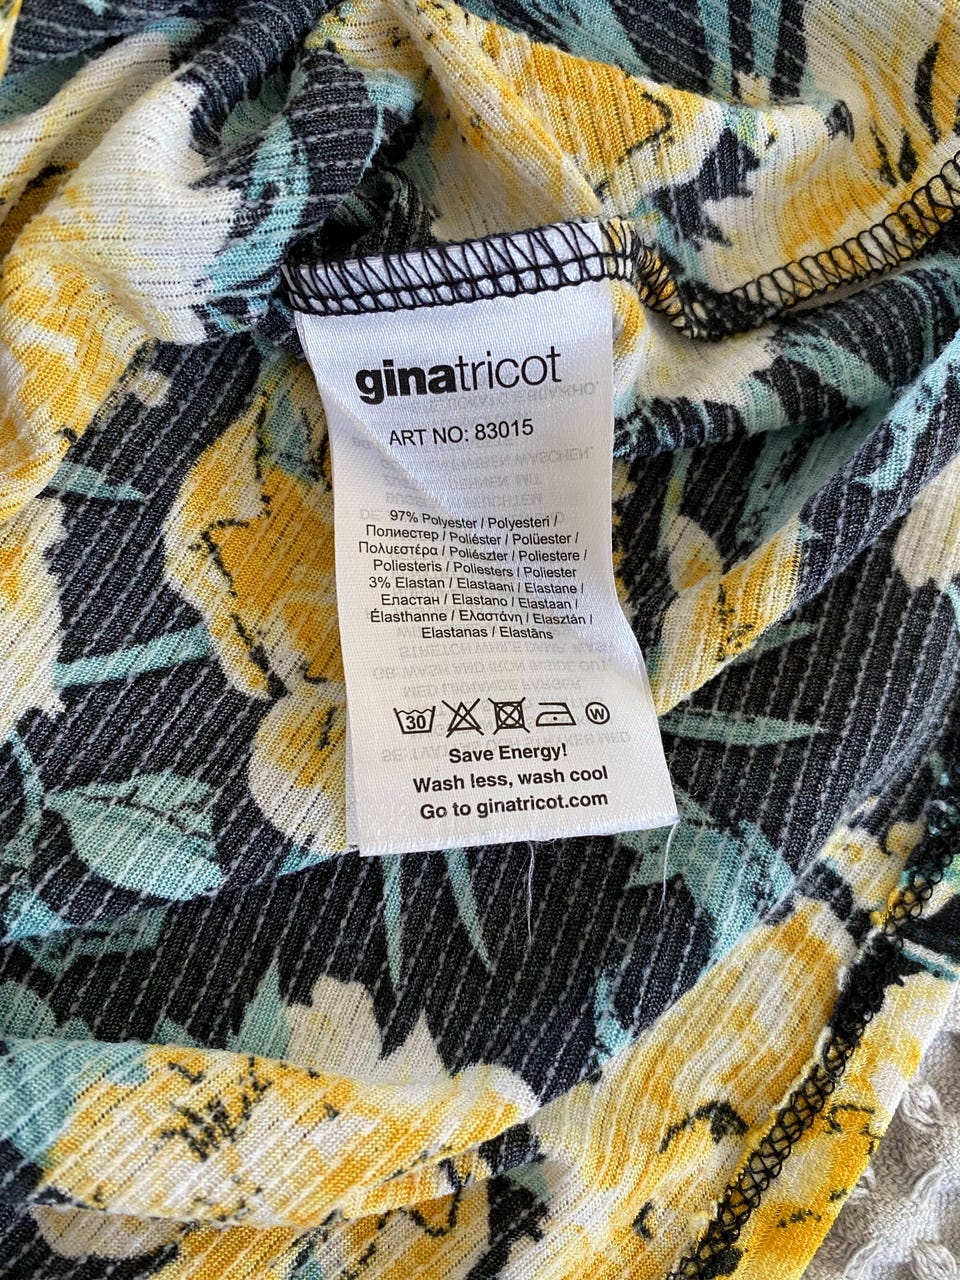 ginatricot
ART NO: 83015
97% Polyester / Polyesteri /
Полиестер / Poliéster / Polüester /
Πολυεστέρα / Poliészter / Poliestere /
Poliesteris / Poliesters / Poliester
3% Elastan / Elastaani / Elastane /
Еластан / Elastano / Elastaan /
Élasthanne / Ελαστάνη / Elasztán /
Elastanas / Elastāns
30 W
Save Energy!
Wash less, wash cool
Go to ginatricot.com